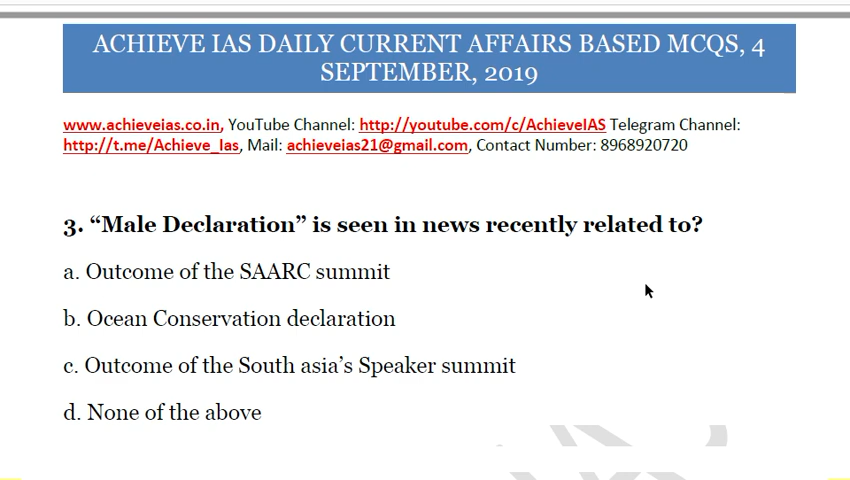 ACHIEVE IAS DAILY CURRENT AFFAIRS BASED MCQS, 4
SEPTEMBER, 2019
www.achieveias.co.in, YouTube Channel: http://youtube.com/c/AchieveIAS Telegram Channel:
http://t.me/Achieve_Ias, Mail: achieveias21@gmail.com, Contact Number: 8968920720
3. “Male Declaration” is seen in news recently related to?
a. Outcome of the SAARC summit
b. Ocean Conservation declaration
c. Outcome of the South asia’s Speaker summit
d. None of the above